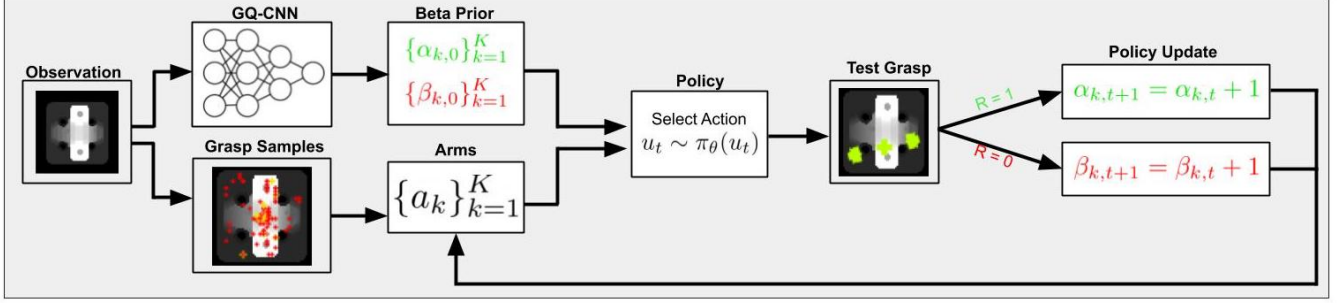 Observation
GQ-CNN
Grasp Samples
Beta Prior
{α_{k,0}}_{k=1}^{K}
{β_{k,0}}_{k=1}^{K}
Arms
{a_k}_{k=1}^{K}
Policy
Select Action
u_t ∼ π_θ(u_t)
Test Grasp
R = 1
R = 0
Policy Update
α_{k,t+1} = α_{k,t} + 1
β_{k,t+1} = β_{k,t} + 1